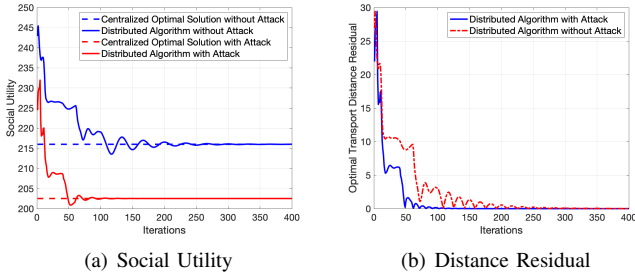 250
245
240
235
230
225
220
215
210
205
200
Social Utility
Centralized Optimal Solution without Attack
Distributed Algorithm without Attack
Centralized Optimal Solution with Attack
Distributed Algorithm with Attack
0 50 100 150 200 250 300 350 400
Iterations
(a) Social Utility
30
25
20
15
10
5
0
Optimal Transport Distance Residual
Distributed Algorithm with Attack
Distributed Algorithm without Attack
0 50 100 150 200 250 300 350 400
Iterations
(b) Distance Residual